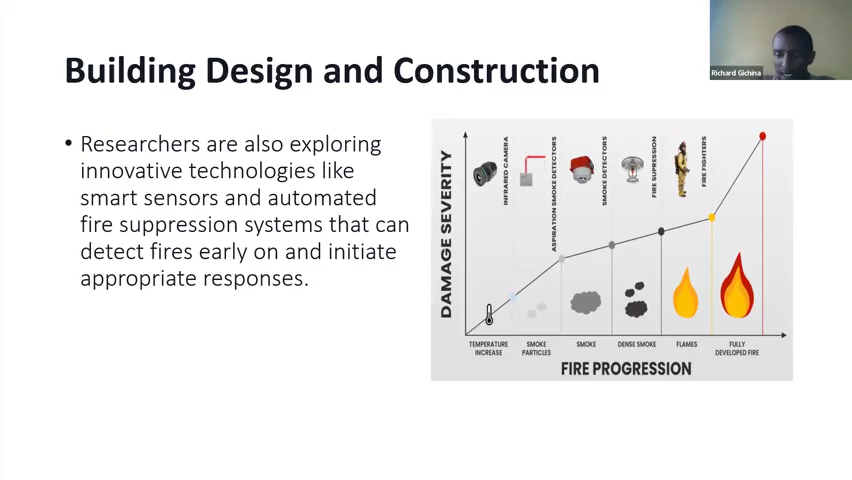 Richard Gichina
Building Design and Construction
• Researchers are also exploring
innovative technologies like
smart sensors and automated
fire suppression systems that can
detect fires early on and initiate
appropriate responses.
DAMAGE SEVERITY
INFRARED CAMERA
ASPIRATION SMOKE DETECTORS
SMOKE DETECTORS
FIRE SUPRESSION
FIRE FIGHTERS
TEMPERATURE
INCREASE
SMOKE
PARTICLES
SMOKE
DENSE SMOKE
FLAMES
FULLY
DEVELOPED FIRE
FIRE PROGRESSION